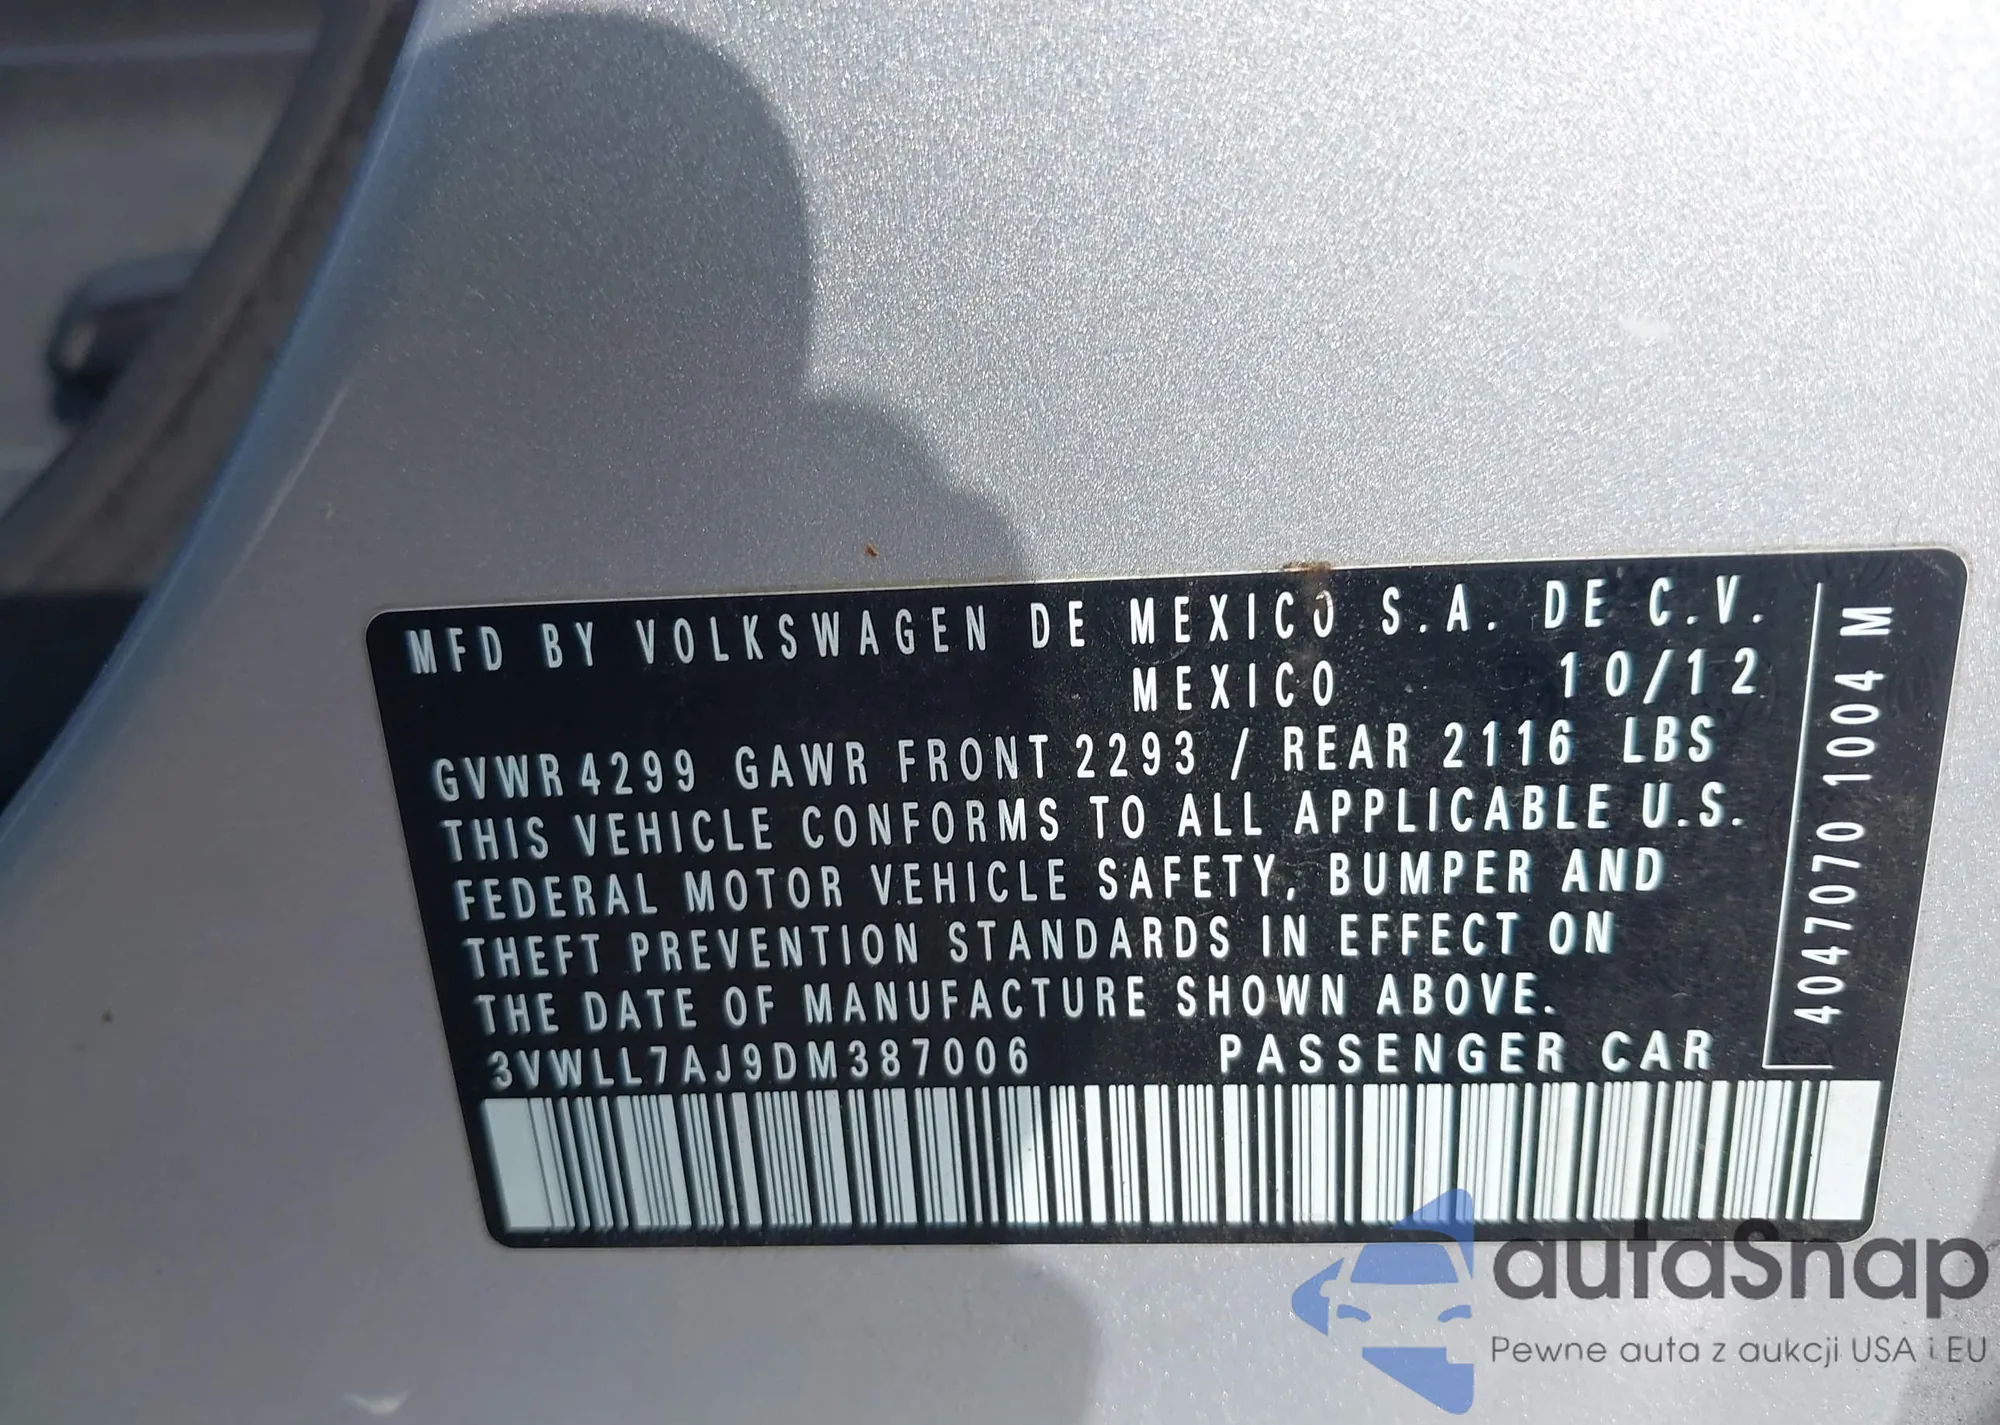 MFD BY VOLKSWAGEN DE MEXICO S.A. DE C.V.
MEXICO 10/12
GVWR 4299 GAWR FRONT 2293 / REAR 2116 LBS
THIS VEHICLE CONFORMS TO ALL APPLICABLE U.S.
FEDERAL MOTOR VEHICLE SAFETY, BUMPER AND
THEFT PREVENTION STANDARDS IN EFFECT ON
THE DATE OF MANUFACTURE SHOWN ABOVE.
3VWLL7AJ9DM387006 PASSENGER CAR
4047070 1004 M
autaSnap
Pewne auta z aukcji USA i EU